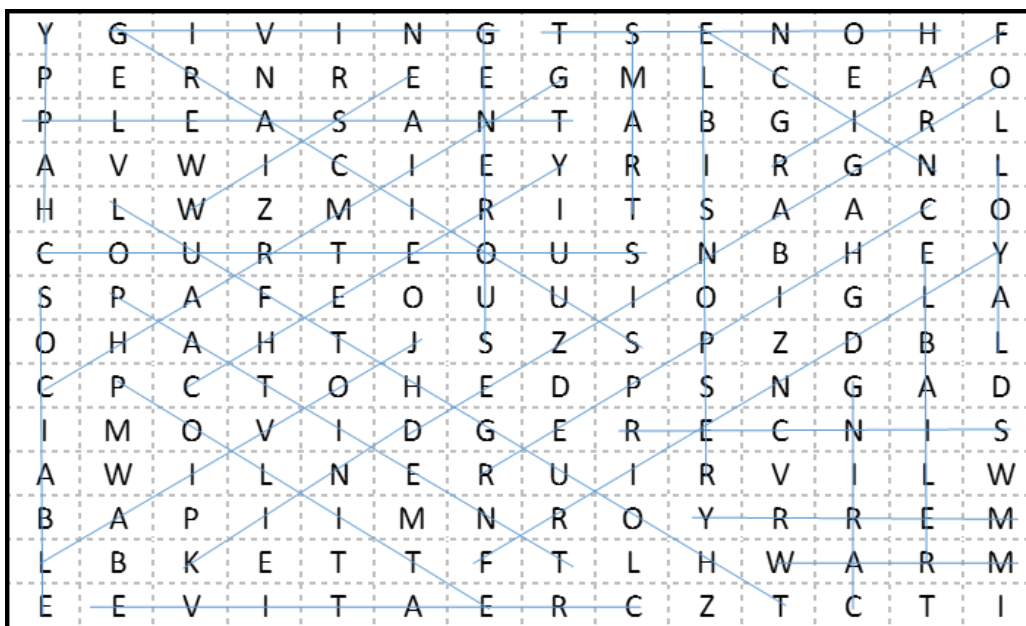 Y G I V I N G T S E N O H F
P E R N R E E G M L C E A O
P L E A S A N T A B G I R L
A V W I C I E Y R I R G N L
H L W Z M I R I T S A A C O
C O U R T E O U S N B H E Y
S P A F E O U U I O I G L A
O H A H T J S Z S P Z D B L
C P C T O H E D P S N G A D
I M O V I D G E R E C N I S
A W I L N E R U I R V I L W
B A P I I M N R O Y R R E M
L B K E T T F T L H W A R M
E E V I T A E R C Z T C T I